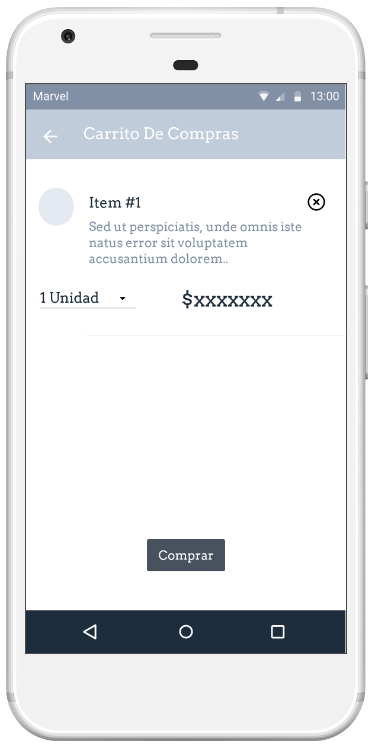 Marvel 13:00
Carrito De Compras
Item #1
Sed ut perspiciatis, unde omnis iste
natus error sit voluptatem
accusantium dolorem..
1 Unidad $xxxxxxx
Comprar